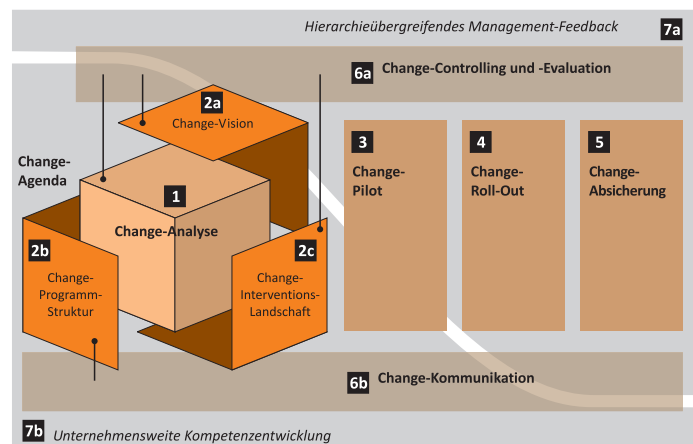 Hierarchieübergreifendes Management-Feedback
7a
6a
Change-Controlling und -Evaluation
2a
Change-Vision
Change-
Agenda
1
Change-Analyse
2b
Change-
Programm-
Struktur
2c
Change-
Interventions-
Landschaft
3
Change-
Pilot
4
Change-
Roll-Out
5
Change-
Absicherung
6b
Change-Kommunikation
7b
Unternehmensweite Kompetenzentwicklung